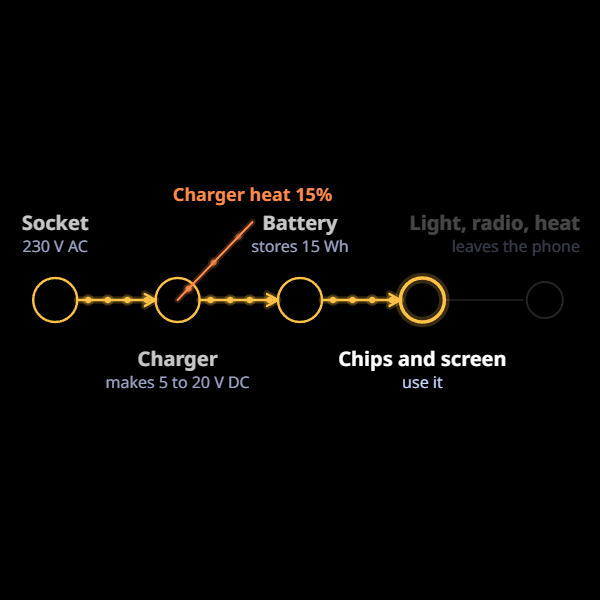 Charger heat 15%
Socket
230 V AC
Battery
stores 15 Wh
Light, radio, heat
leaves the phone
Charger
makes 5 to 20 V DC
Chips and screen
use it